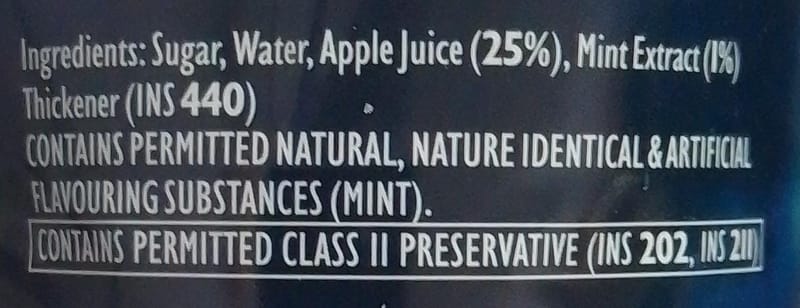 Ingredients: Sugar, Water, Apple Juice (25%), Mint Extract (1%)
Thickener (INS 440)
CONTAINS PERMITTED NATURAL, NATURE IDENTICAL & ARTIFICIAL
FLAVOURING SUBSTANCES (MINT).
CONTAINS PERMITTED CLASS II PRESERVATIVE (INS 202, INS 211)